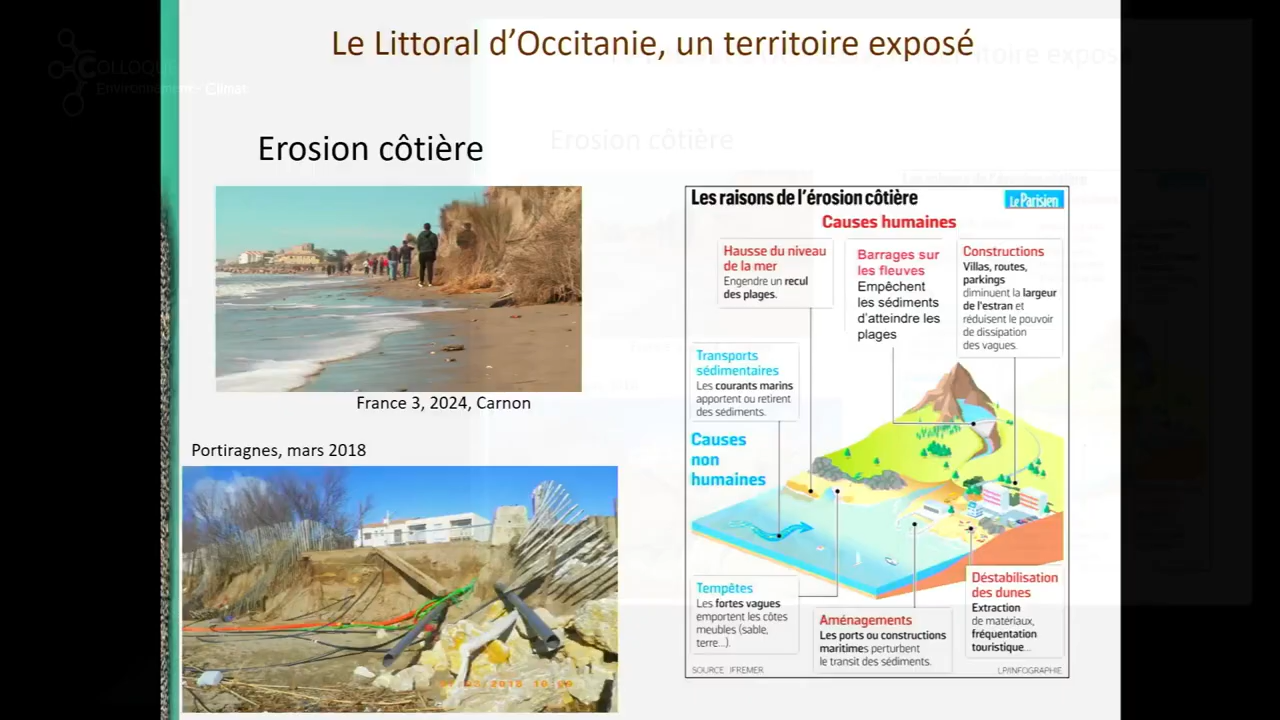 Le Littoral d’Occitanie, un territoire exposé
COLLOQUE
Environnement - Climat
Erosion côtière
France 3, 2024, Carnon
Portiragnes, mars 2018
Les raisons de l’érosion côtière
Le Parisien
Causes humaines
Hausse du niveau
de la mer
Engendre un recul
des plages.
Barrages sur
les fleuves
Empêchent
les sédiments
d’atteindre les
plages
Constructions
Villas, routes,
parkings
diminuent la largeur
de l’estran et
réduisent le pouvoir
de dissipation
des vagues.
Transports
sédimentaires
Les courants marins
apportent ou retirent
des sédiments.
Causes
non
humaines
Tempêtes
Les fortes vagues
emportent les côtes
meubles (sable,
terre...).
Aménagements
Les ports ou constructions
maritimes perturbent
le transit des sédiments.
Déstabilisation
des dunes
Extraction
de matériaux,
fréquentation
touristique...
SOURCE : IFREMER
LP/INFOGRAPHIE